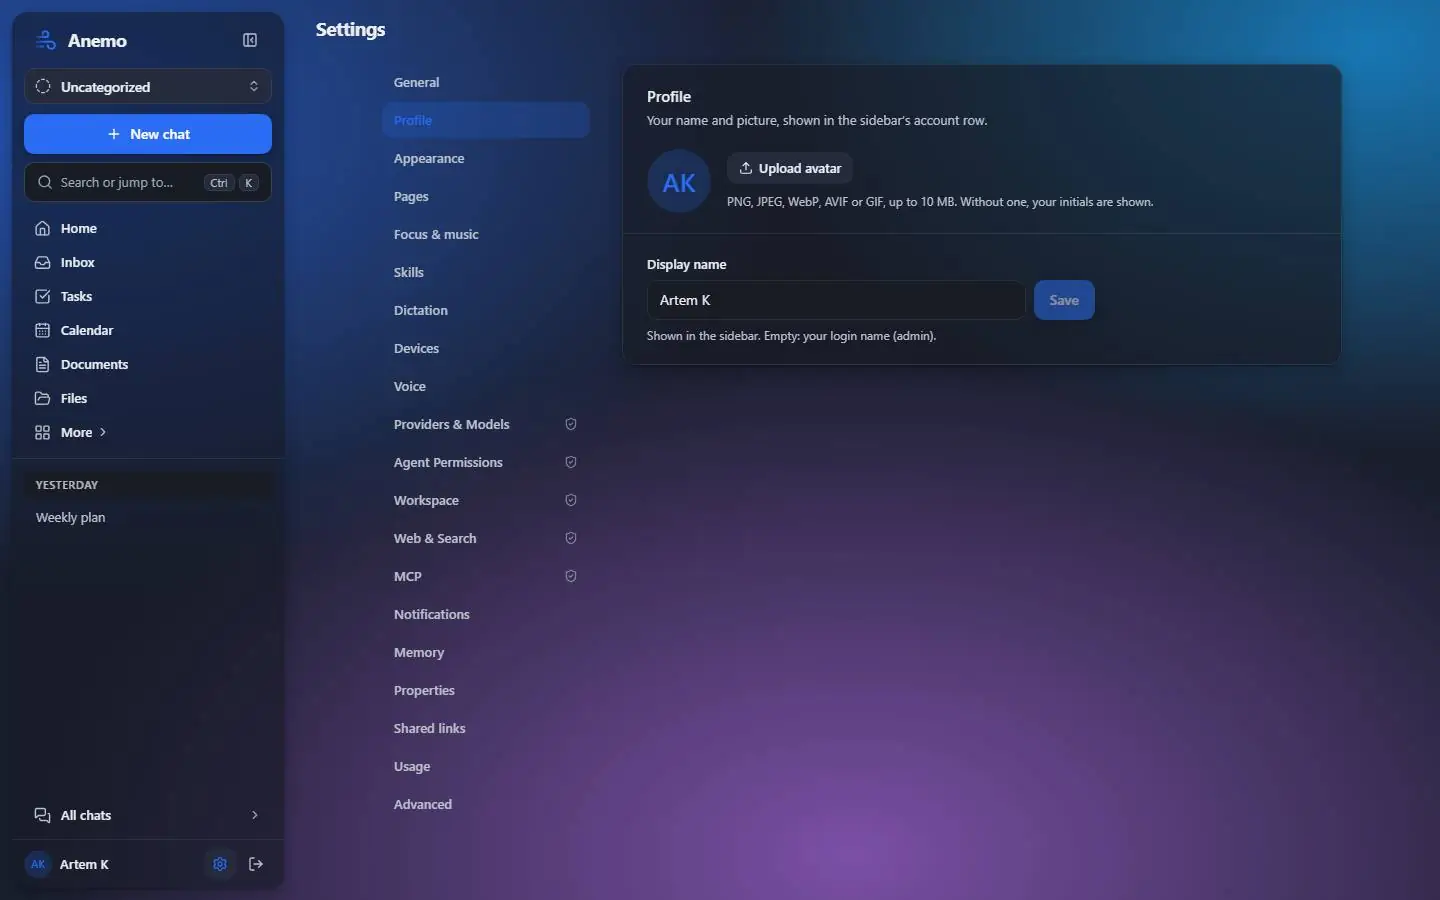 Anemo
Uncategorized
New chat
Search or jump to... Ctrl K
Home
Inbox
Tasks
Calendar
Documents
Files
More
YESTERDAY
Weekly plan
All chats
AK Artem K
Settings
General
Profile
Appearance
Pages
Focus & music
Skills
Dictation
Devices
Voice
Providers & Models
Agent Permissions
Workspace
Web & Search
MCP
Notifications
Memory
Properties
Shared links
Usage
Advanced
Profile
Your name and picture, shown in the sidebar's account row.
AK
Upload avatar
PNG, JPEG, WebP, AVIF or GIF, up to 10 MB. Without one, your initials are shown.
Display name
Artem K
Save
Shown in the sidebar. Empty: your login name (admin).